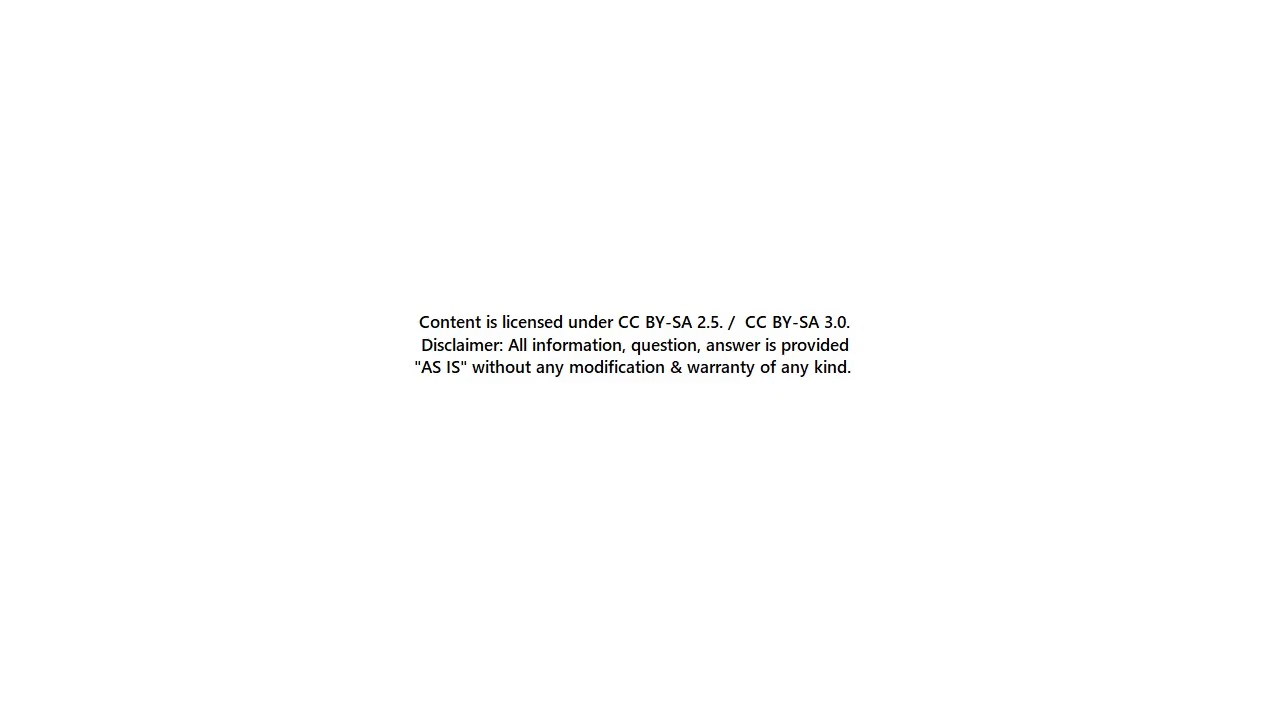 Content is licensed under CC BY-SA 2.5. / CC BY-SA 3.0.
Disclaimer: All information, question, answer is provided
"AS IS" without any modification & warranty of any kind.